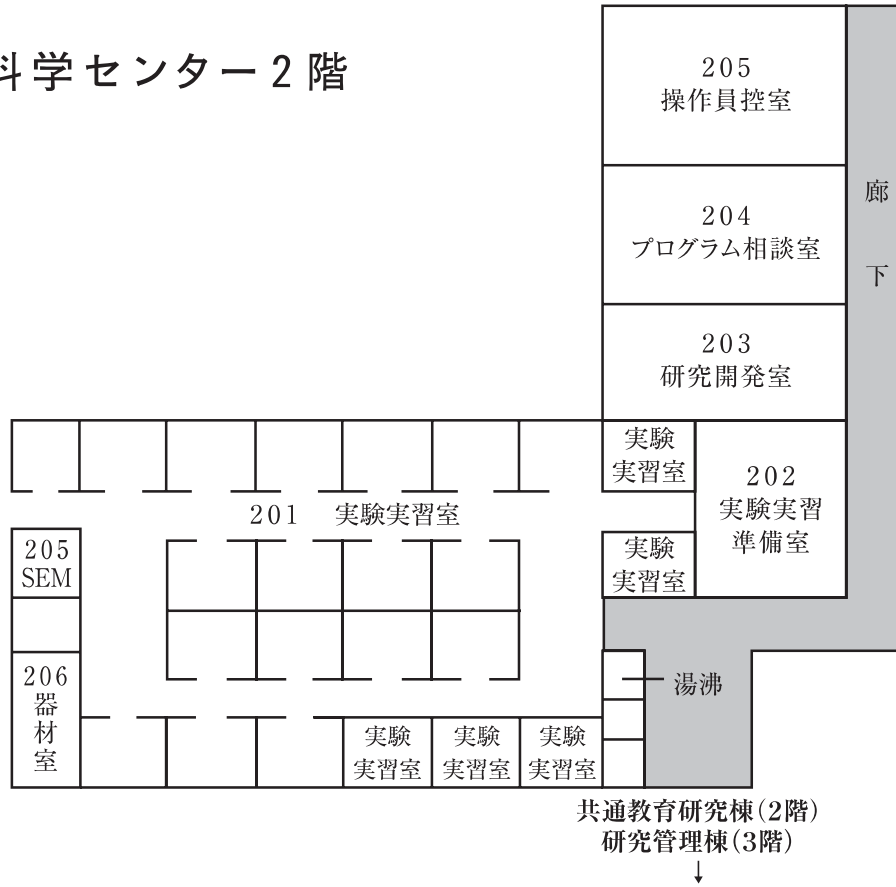 科学センター2階
205
操作員控室
204
プログラム相談室
203
研究開発室
廊
下
実験
実習室
202
実験実習
準備室
201 実験実習室
実験
実習室
205
SEM
206
器
材
室
湯沸
実験
実習室
実験
実習室
実験
実習室
共通教育研究棟(2階)
研究管理棟(3階)
↓